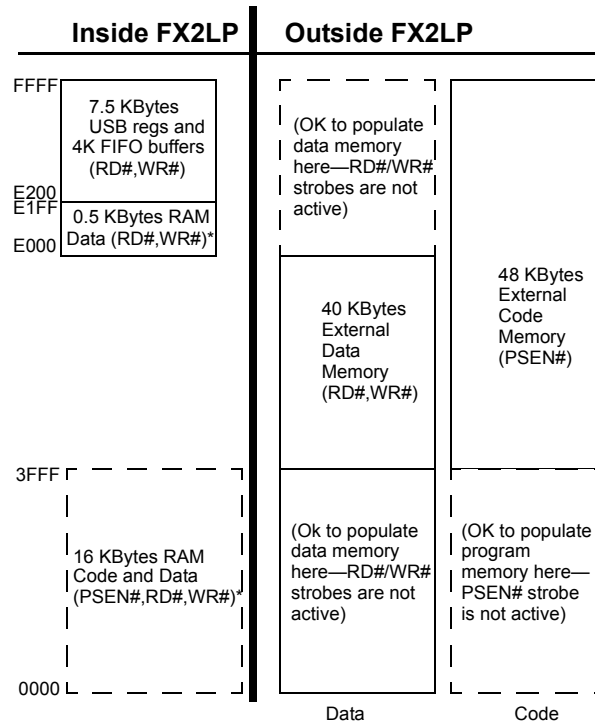 Inside FX2LP
Outside FX2LP
FFFF
7.5 KBytes
USB regs and
4K FIFO buffers
(RD#,WR#)
E200
E1FF
0.5 KBytes RAM
Data (RD#,WR#)*
E000
(OK to populate
data memory
here—RD#/WR#
strobes are not
active)
48 KBytes
External
Code
Memory
(PSEN#)
40 KBytes
External
Data
Memory
(RD#,WR#)
3FFF
16 KBytes RAM
Code and Data
(PSEN#,RD#,WR#)*
(Ok to populate
data memory
here—RD#/WR#
strobes are not
active)
(OK to populate
program
memory here—
PSEN# strobe
is not active)
0000
Data
Code